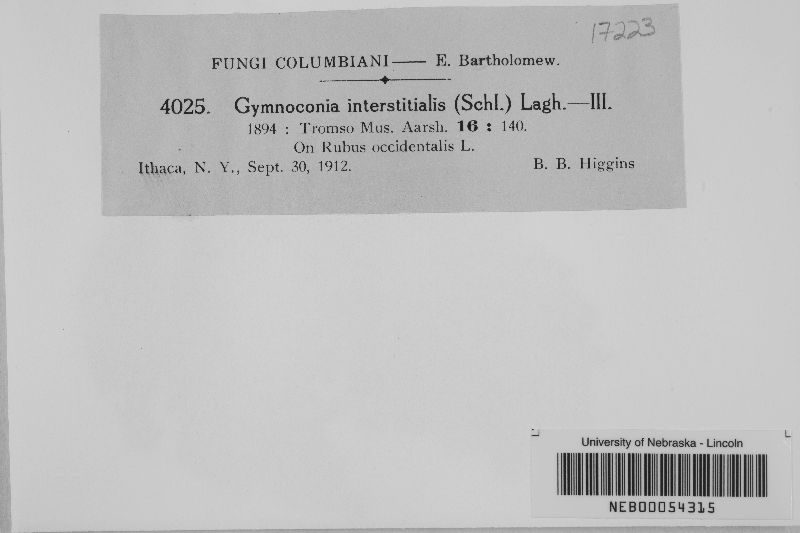 17223
FUNGI COLUMBIANI—— E. Bartholomew.
4025. Gymnoconia interstitialis (Schl.) Lagh.—III.
1894 : Tromso Mus. Aarsh. 16 : 140.
On Rubus occidentalis L.
Ithaca, N. Y., Sept. 30, 1912. B. B. Higgins
University of Nebraska - Lincoln
NEB00054315